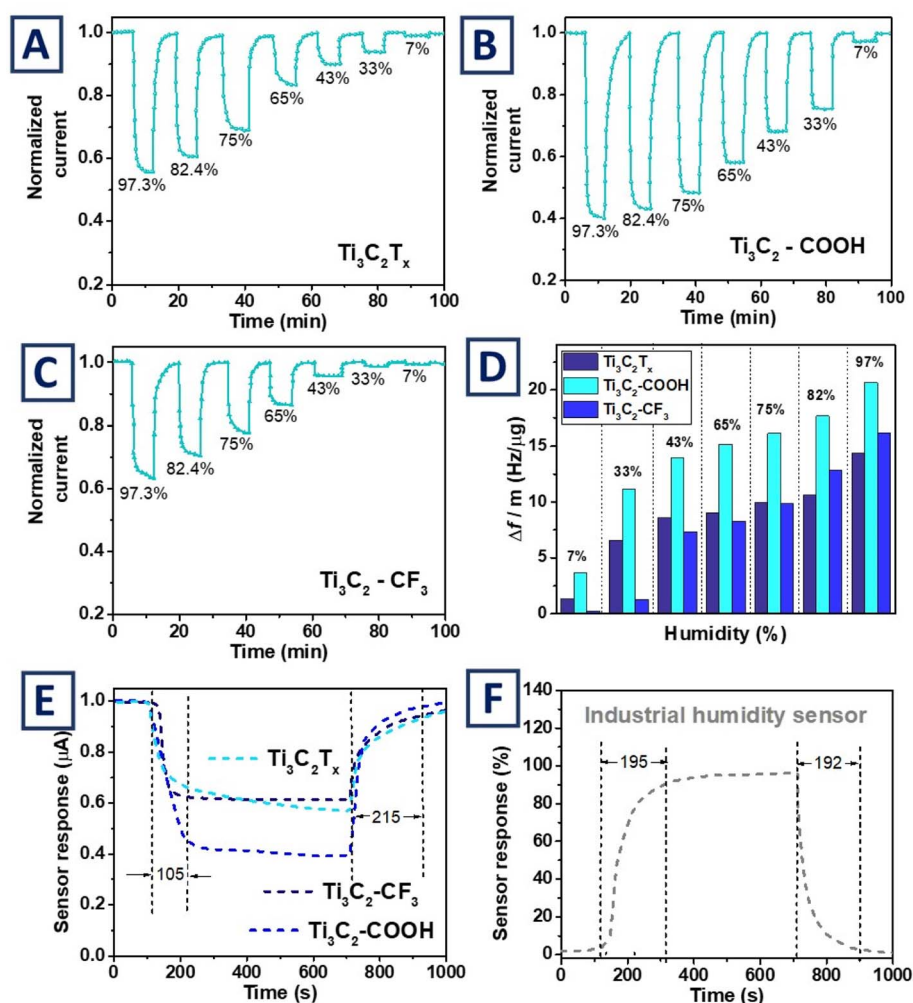 A
1.0
0.8
0.6
0.4
0.2
Normalized
current
97.3%
82.4%
75%
65%
43%
33%
7%
Ti3C2Tx
0 20 40 60 80 100
Time (min)
B
1.0
0.8
0.6
0.4
0.2
Normalized
current
97.3%
82.4%
75%
65%
43%
33%
7%
Ti3C2 - COOH
0 20 40 60 80 100
Time (min)
C
1.0
0.8
0.6
0.4
0.2
Normalized
current
97.3%
82.4%
75%
65%
43%
33%
7%
Ti3C2 - CF3
0 20 40 60 80 100
Time (min)
D
20
15
10
5
0
Δf / m (Hz/µg)
Ti3C2Tx
Ti3C2-COOH
Ti3C2-CF3
7%
33%
43%
65%
75%
82%
97%
Humidity (%)
E
1.0
0.8
0.6
0.4
0.2
0.0
Sensor response (µA)
Ti3C2Tx
215
105
Ti3C2-CF3
Ti3C2-COOH
0 200 400 600 800 1000
Time (s)
F
140
120
100
80
60
40
20
0
Sensor response (%)
Industrial humidity sensor
195
192
0 200 400 600 800 1000
Time (s)